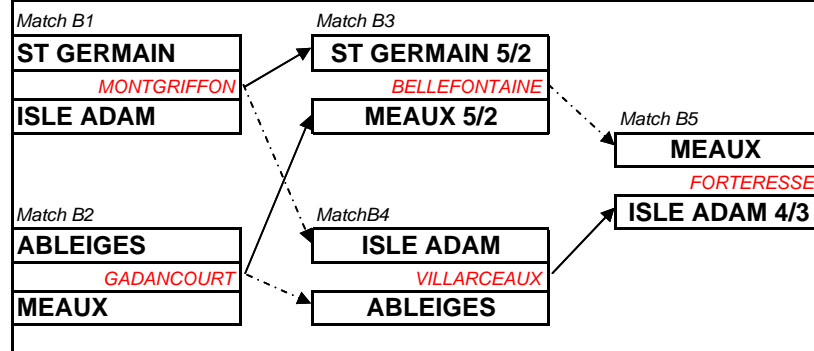 Match B1
ST GERMAIN
MONTGRIFFON
ISLE ADAM
Match B2
ABLEIGES
GADANCOURT
MEAUX
Match B3
ST GERMAIN 5/2
BELLEFONTAINE
MEAUX 5/2
MatchB4
ISLE ADAM
VILLARCEAUX
ABLEIGES
Match B5
MEAUX
FORTERESSE
ISLE ADAM 4/3